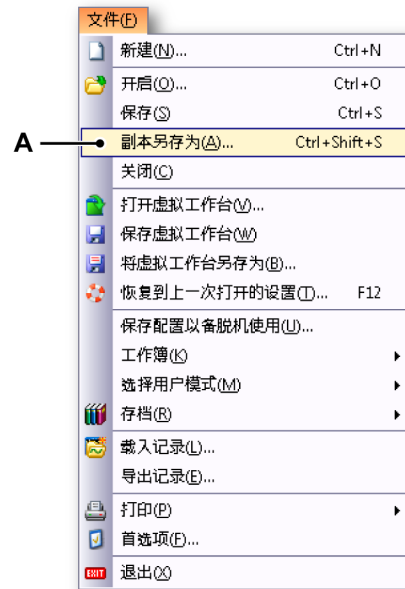 文件(F)
新建(N)... Ctrl+N
开启(O)... Ctrl+O
保存(S) Ctrl+S
A 副本另存为(A)... Ctrl+Shift+S
关闭(C)
打开虚拟工作台(V)...
保存虚拟工作台(W)
将虚拟工作台另存为(B)...
恢复到上一次打开的设置(T)... F12
保存配置以备脱机使用(U)...
工作簿(K)
选择用户模式(M)
存档(R)
载入记录(L)...
导出记录(E)...
打印(P)
首选项(F)...
EXIT 退出(X)